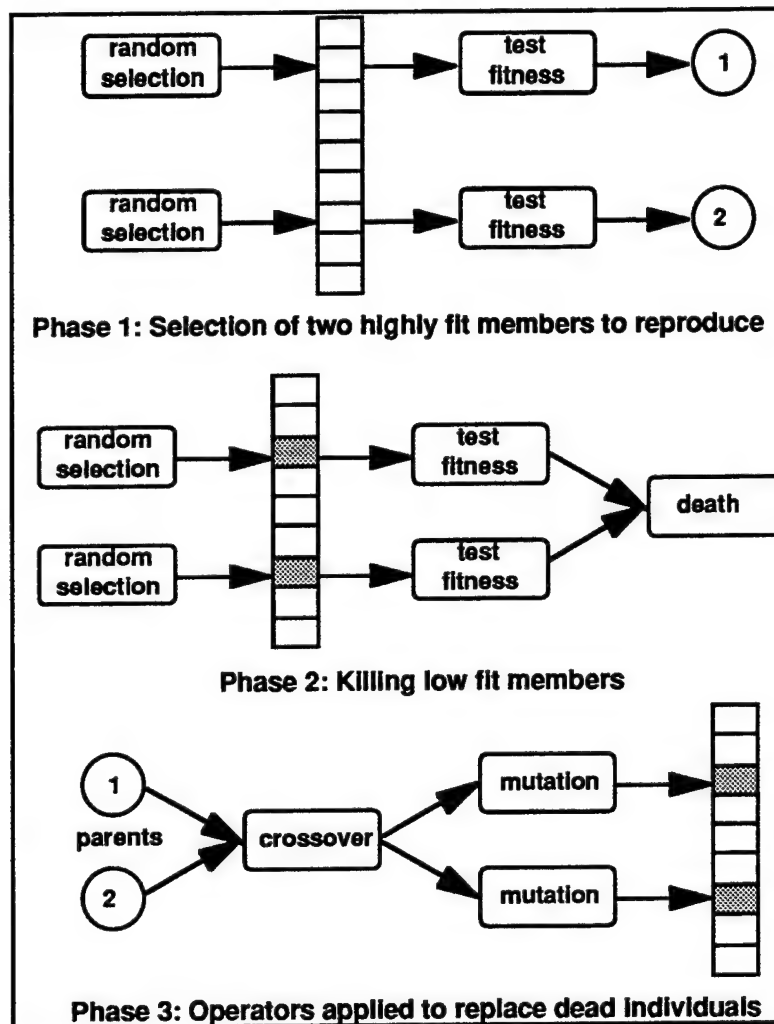 random
selection
test
fitness
1
random
selection
test
fitness
2
Phase 1: Selection of two highly fit members to reproduce
random
selection
test
fitness
death
random
selection
test
fitness
Phase 2: Killing low fit members
1
parents
2
crossover
mutation
mutation
Phase 3: Operators applied to replace dead individuals